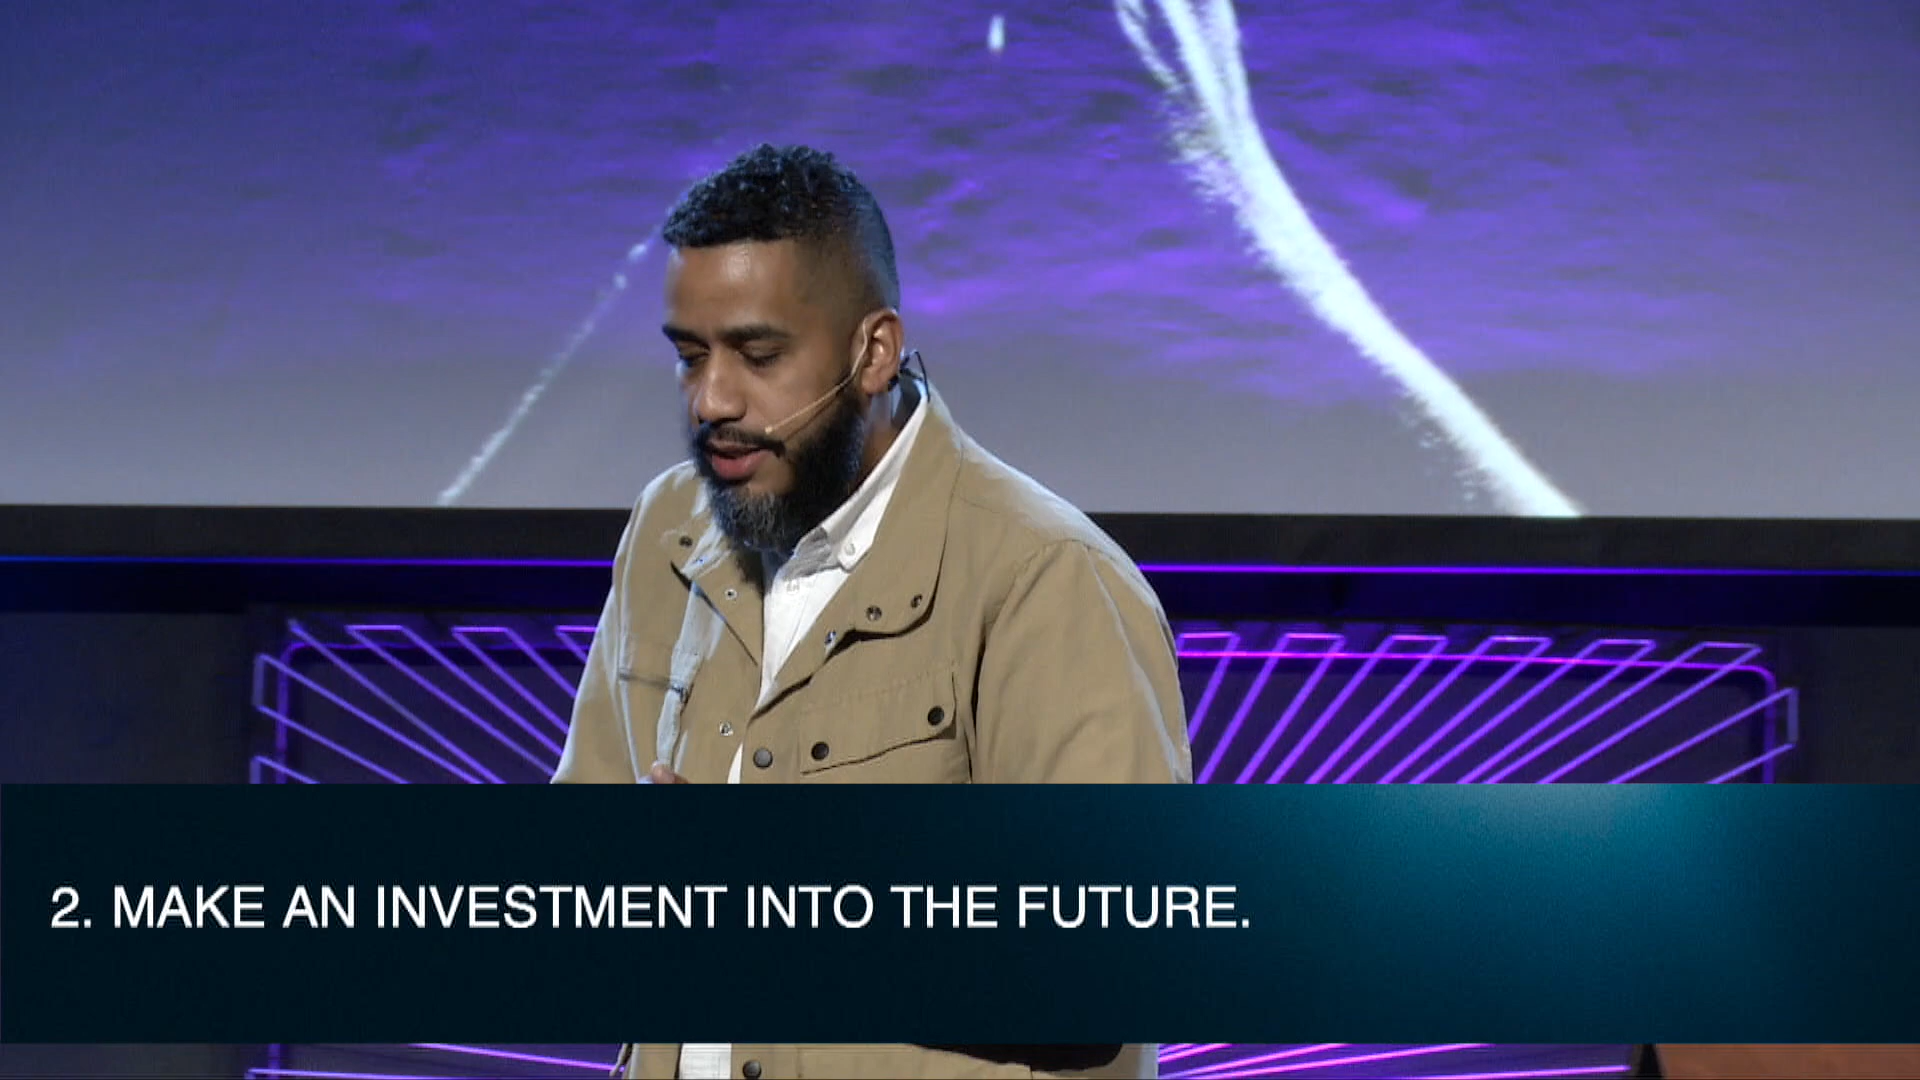 2. MAKE AN INVESTMENT INTO THE FUTURE.